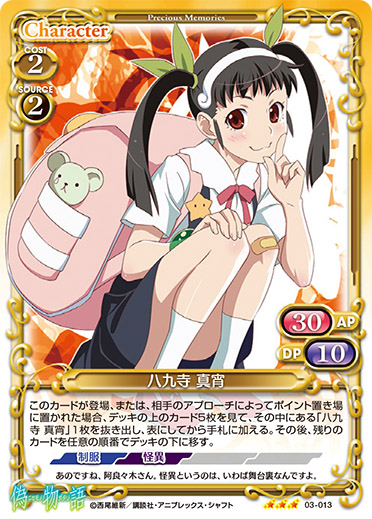 Precious Memories
Character
COST
2
SOURCE
2
30 AP
DP 10
八九寺 真宵
このカードが登場、または、相手のアプローチによってポイント置き場
に置かれた場合、デッキの上のカード5枚を見て、その中にある「八九
寺 真宵」1枚を抜き出し、表にしてから手札に加える。その後、残りの
カードを任意の順番でデッキの下に移す。
制服 怪異
あのですね、阿良々木さん。怪異というのは、いわば舞台裏なんですよ。
偽物語
©西尾維新／講談社・アニプレックス・シャフト
★★★ 03-013